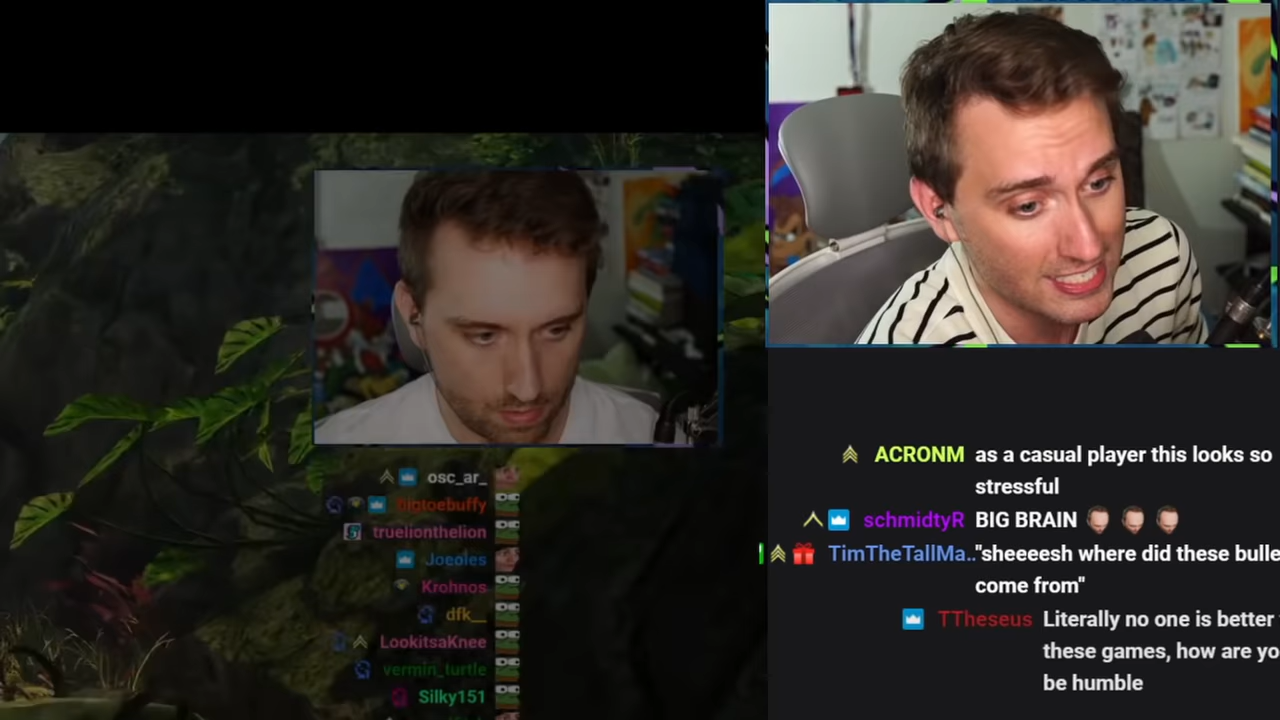 osc_ar_
bigtoebuffy
truelionthelion
Joeoles
Krohnos
dfk__
LookitsaKnee
vermin_turtle
Silky151
ACRONM as a casual player this looks so
stressful
schmidtyR BIG BRAIN
TimTheTallMa.. "sheeeesh where did these bulle
come from"
TTheseus Literally no one is better
these games, how are yo
be humble